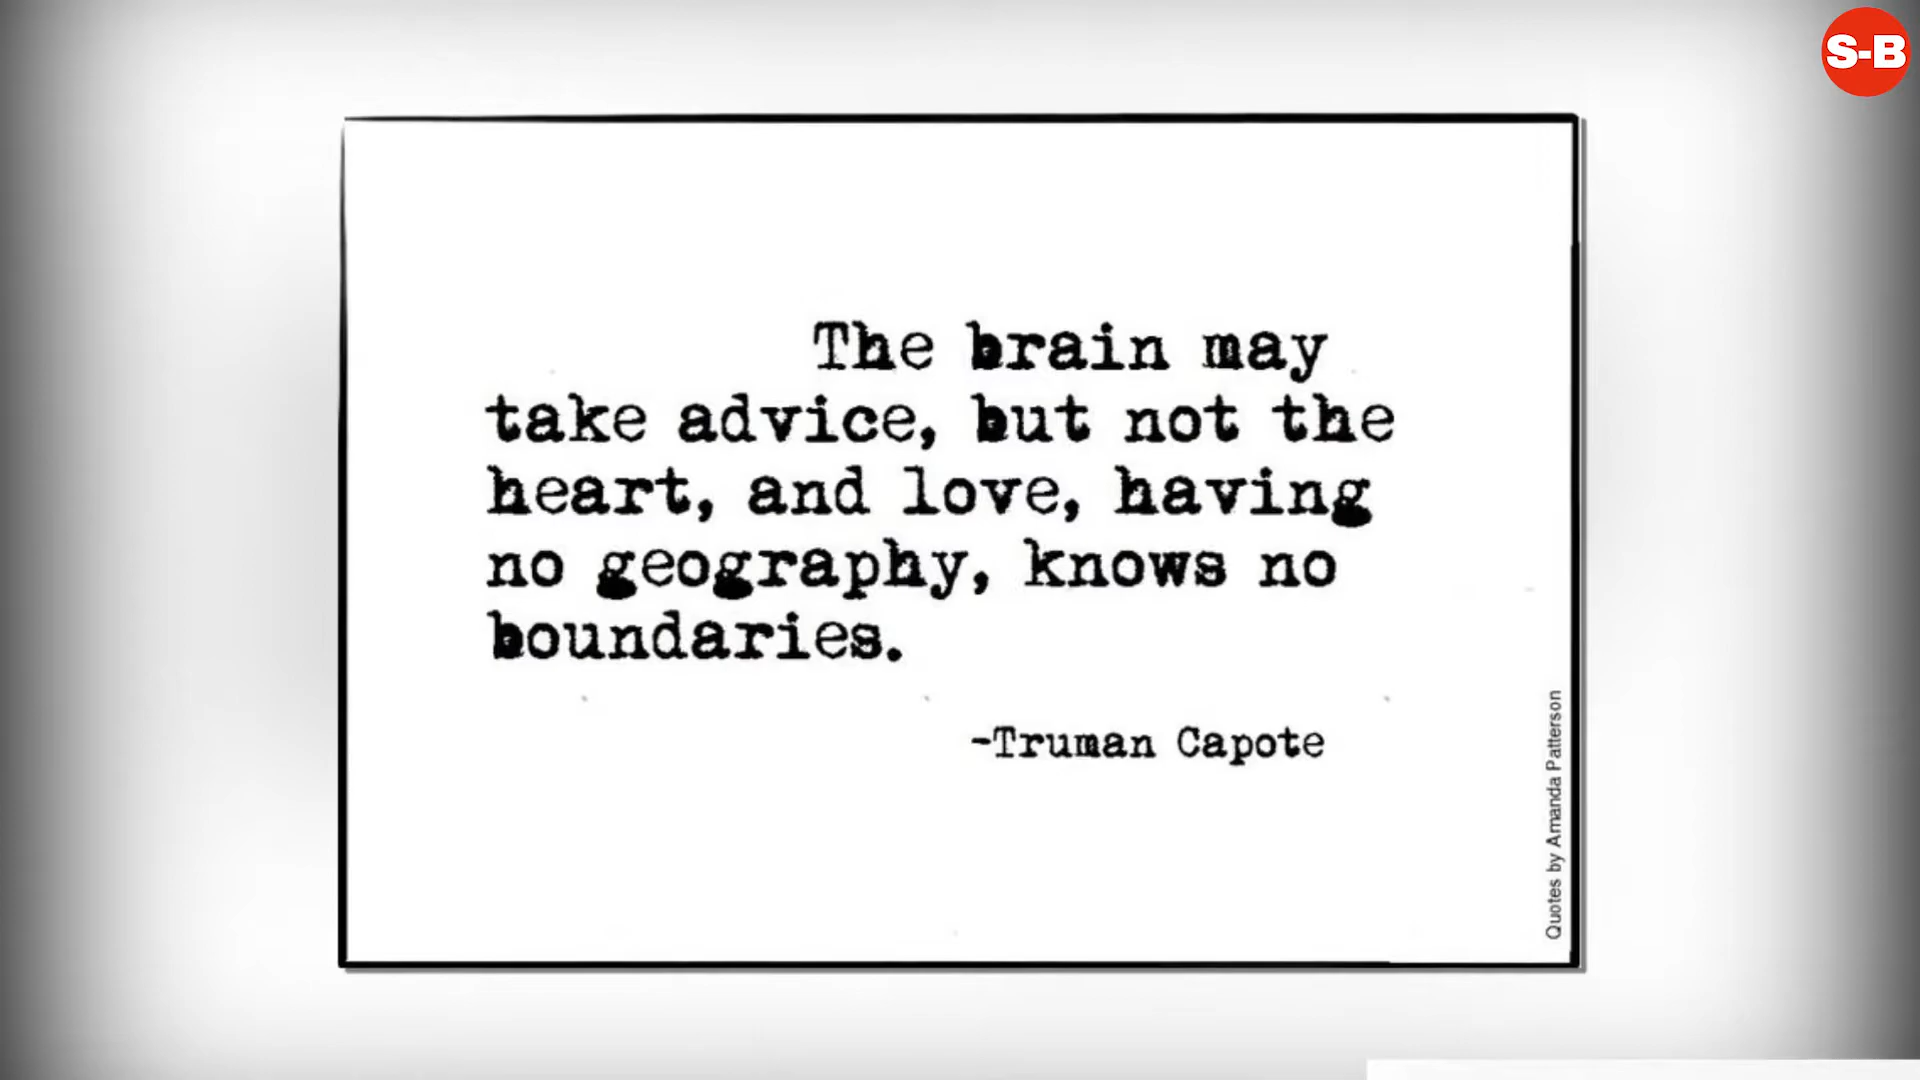 S-B
The brain may
take advice, but not the
heart, and love, having
no geography, knows no
boundaries.
-Truman Capote
Quotes by Amanda Patterson